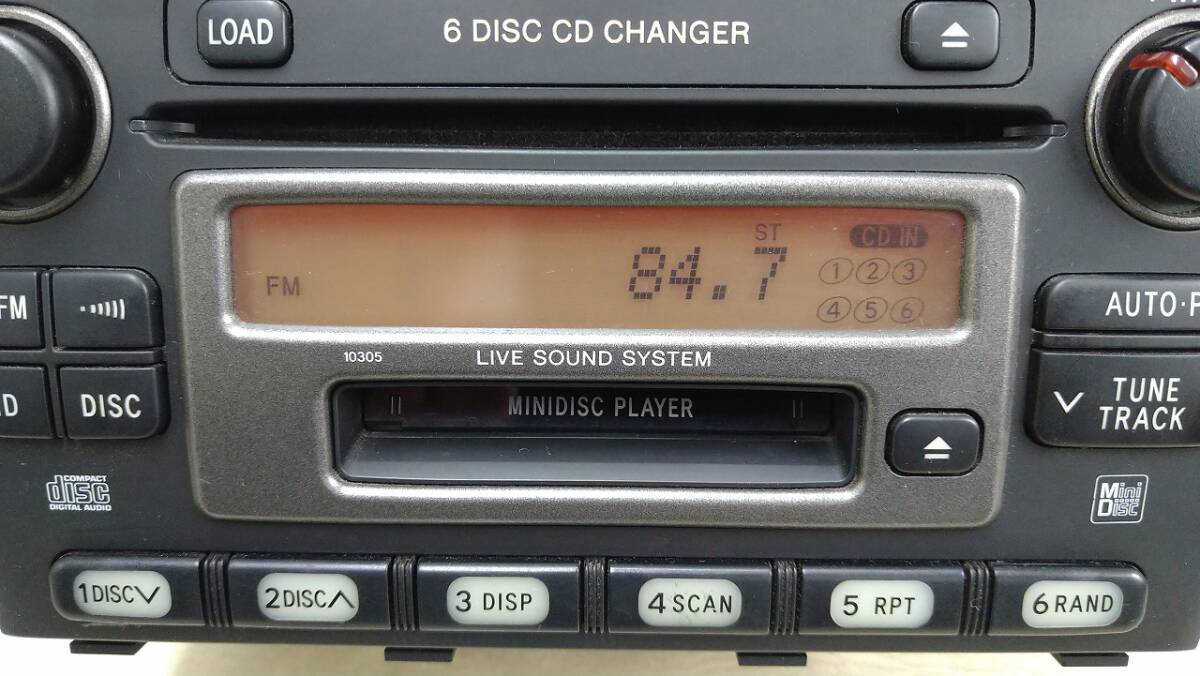 LOAD
6 DISC CD CHANGER
ST
CD IN
FM
84.7
1 2 3
4 5 6
FM
10305
LIVE SOUND SYSTEM
AUTO·P
DISC
MINIDISC PLAYER
TUNE
TRACK
COMPACT
disc
DIGITAL AUDIO
Mini
Disc
1 DISC
2 DISC
3 DISP
4 SCAN
5 RPT
6 RAND